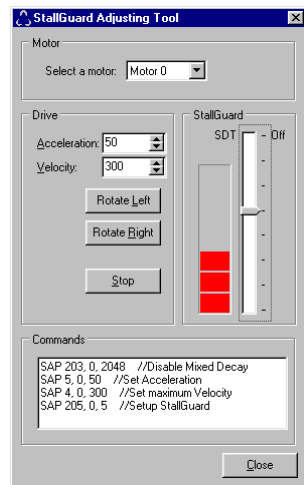 StallGuard Adjusting Tool
Motor
Select a motor: Motor 0
Drive
Acceleration: 50
Velocity: 300
Rotate Left
Rotate Right
Stop
StallGuard
SDT
Off
Commands
SAP 203, 0, 2048 //Disable Mixed Decay
SAP 5, 0, 50 //Set Acceleration
SAP 4, 0, 300 //Set maximum Velocity
SAP 205, 0, 5 //Setup StallGuard
Close